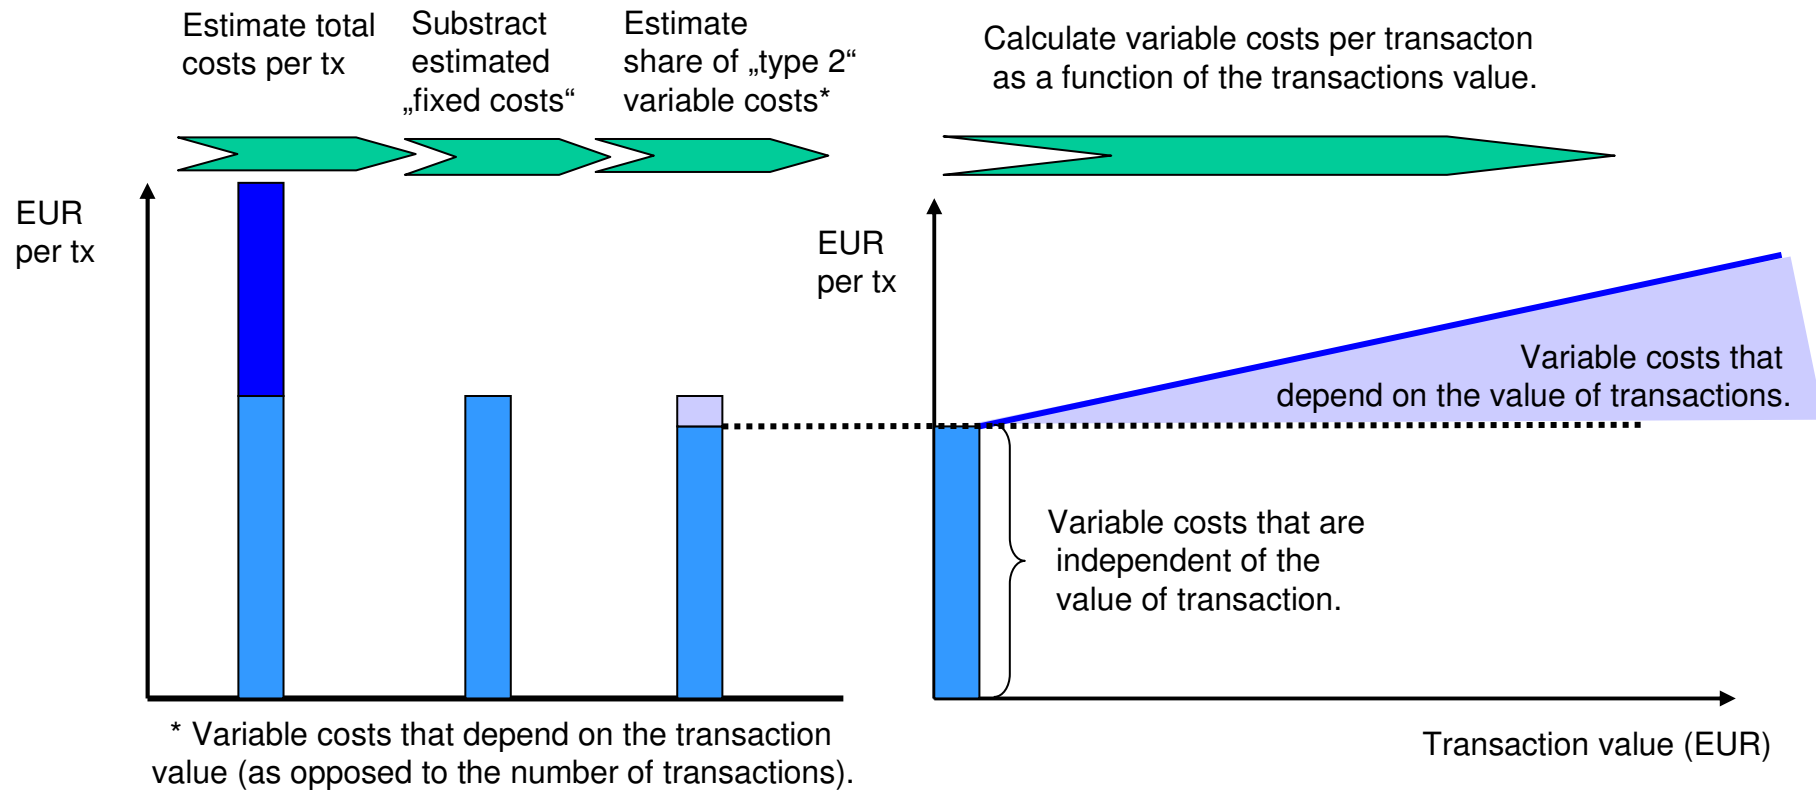 Estimate total
costs per tx
Substract
estimated
„fixed costs“
Estimate
share of „type 2“
variable costs*
Calculate variable costs per transacton
as a function of the transactions value.
EUR
per tx
EUR
per tx
Variable costs that
depend on the value of transactions.
Variable costs that are
independent of the
value of transaction.
* Variable costs that depend on the transaction
value (as opposed to the number of transactions).
Transaction value (EUR)